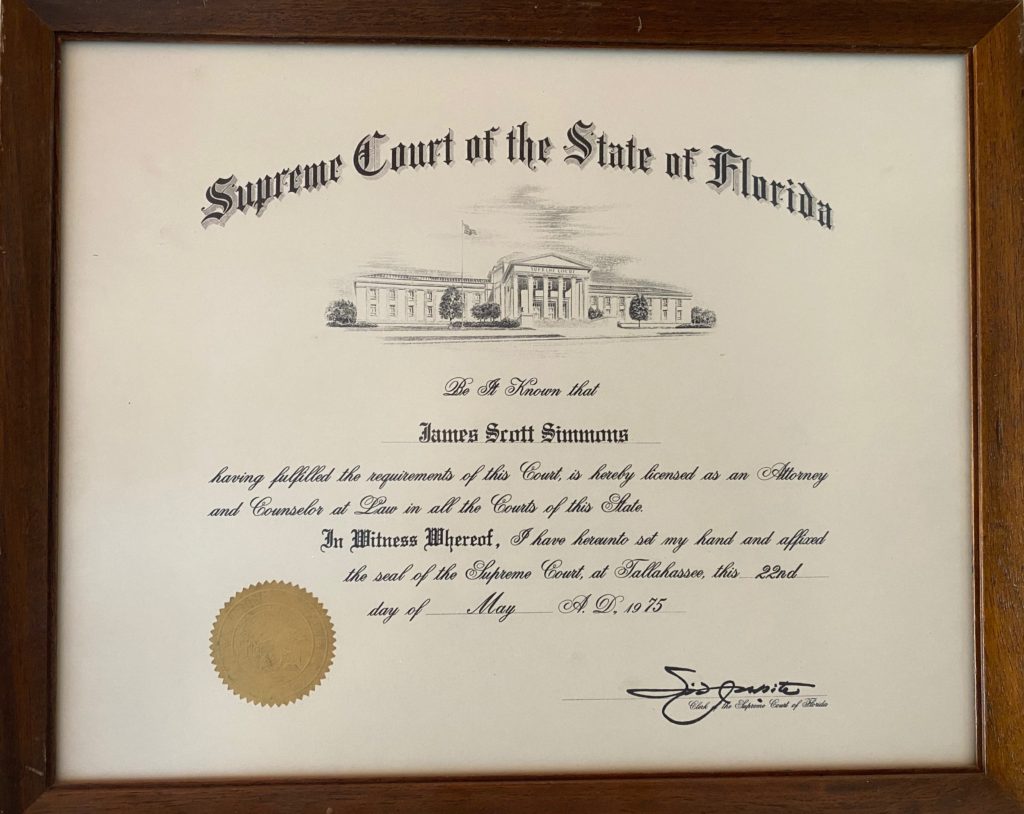 Supreme Court of the State of Florida
SUPREME COURT
Be It Known that
James Scott Simmons
having fulfilled the requirements of this Court, is hereby licensed as an Attorney
and Counselor at Law in all the Courts of this State.
In Witness Whereof, I have hereunto set my hand and affixed
the seal of the Supreme Court, at Tallahassee, this 22nd
day of May A. D. 1975
Clerk of the Supreme Court of Florida